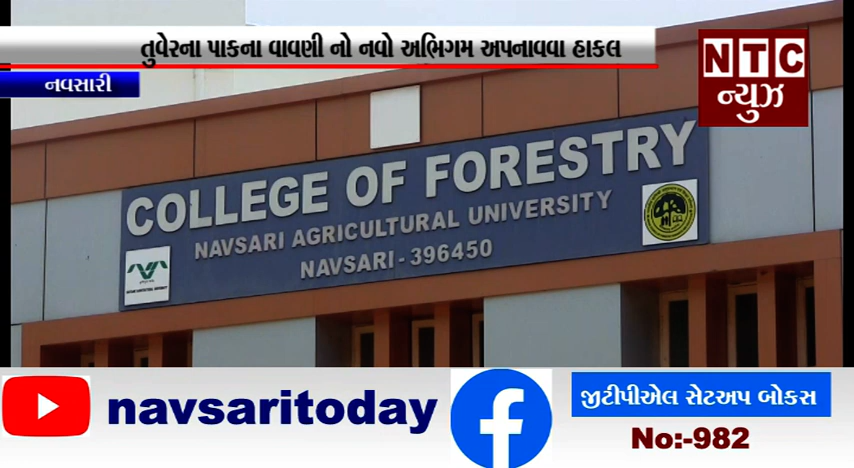 તુવેરના પાકના વાવણી નો નવો અભિગમ અપનાવવા હાકલ
નવસારી
NTC
ન્યુઝ
COLLEGE OF FORESTRY
NAVSARI AGRICULTURAL UNIVERSITY
NAVSARI - 396450
navsaritoday
જીટીપીએલ સેટઅપ બોકસ
No:-982